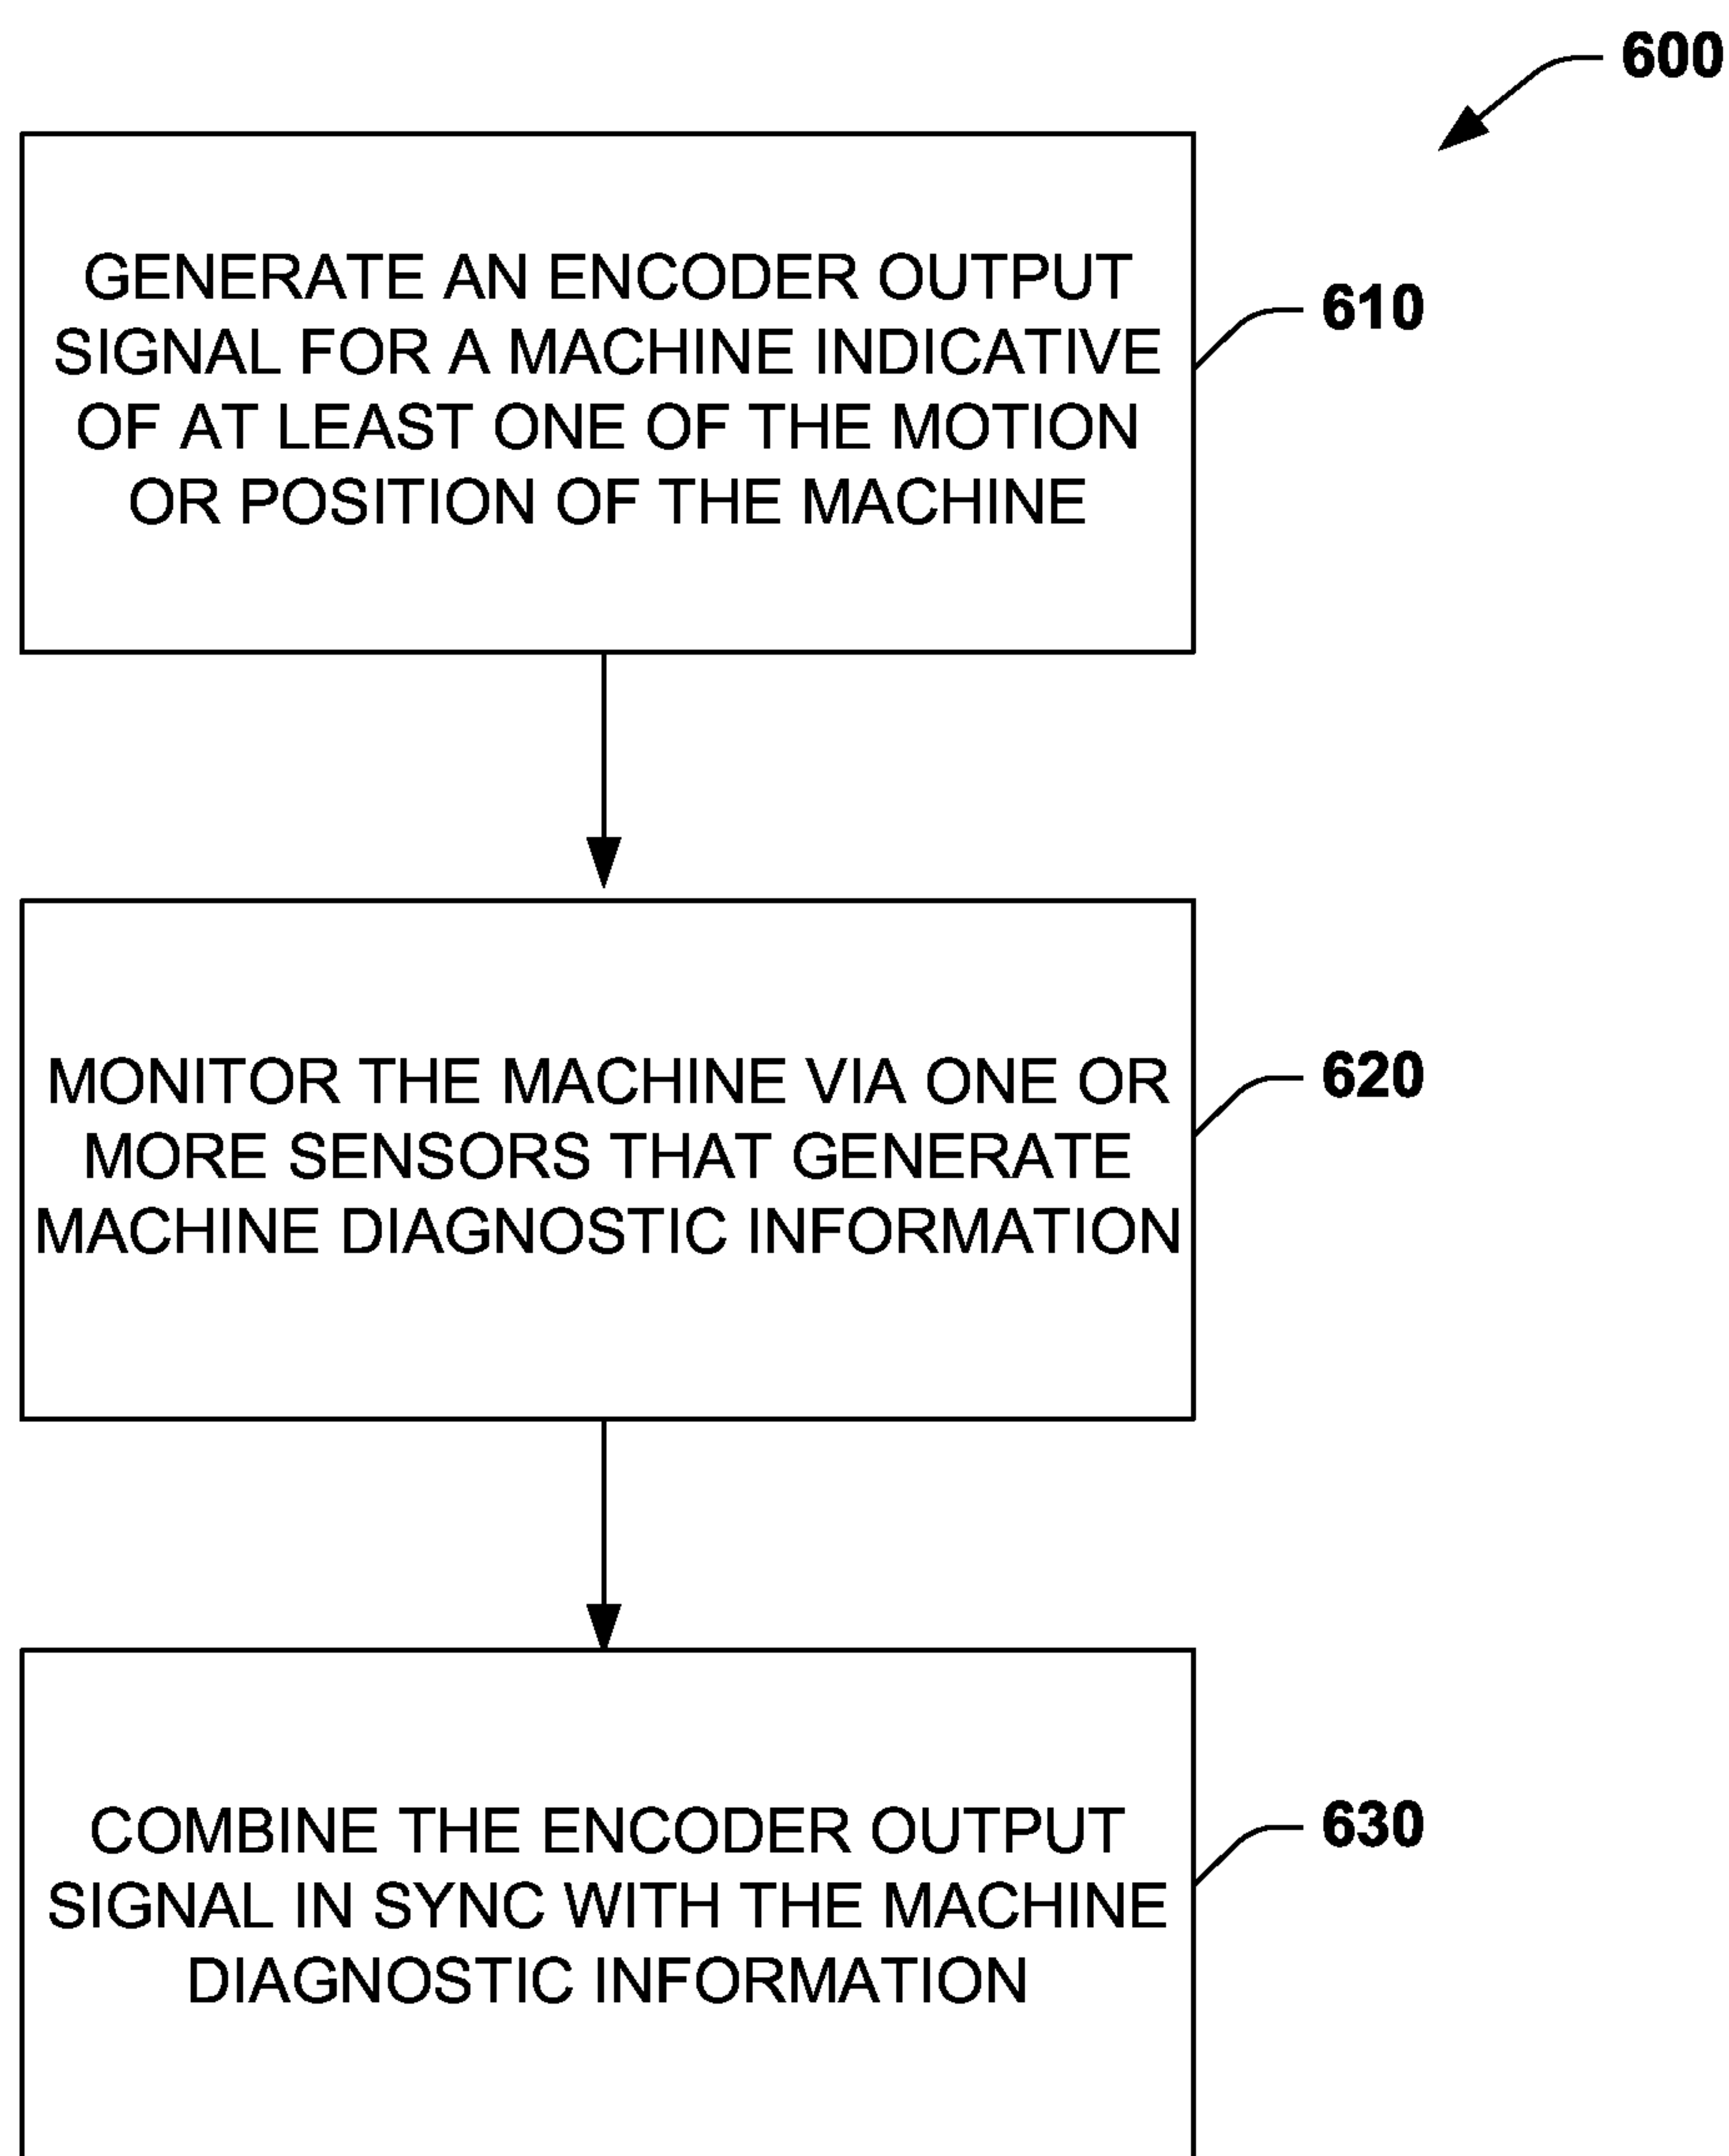 600
GENERATE AN ENCODER OUTPUT
SIGNAL FOR A MACHINE INDICATIVE
OF AT LEAST ONE OF THE MOTION
OR POSITION OF THE MACHINE
610
MONITOR THE MACHINE VIA ONE OR
MORE SENSORS THAT GENERATE
MACHINE DIAGNOSTIC INFORMATION
620
COMBINE THE ENCODER OUTPUT
SIGNAL IN SYNC WITH THE MACHINE
DIAGNOSTIC INFORMATION
630